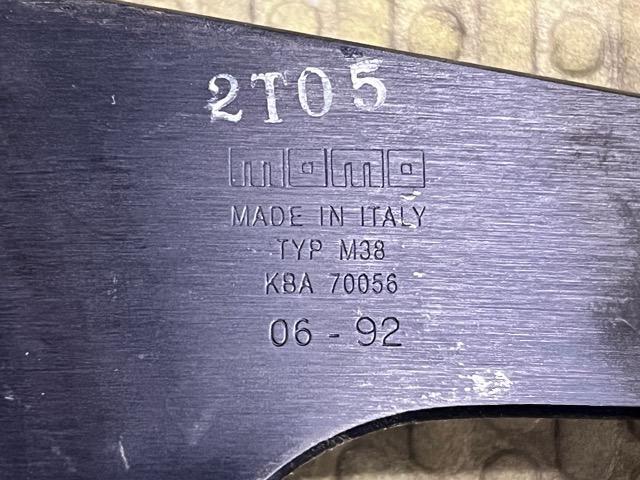 2T05
momo
MADE IN ITALY
TYP M38
KBA 70056
06 - 92